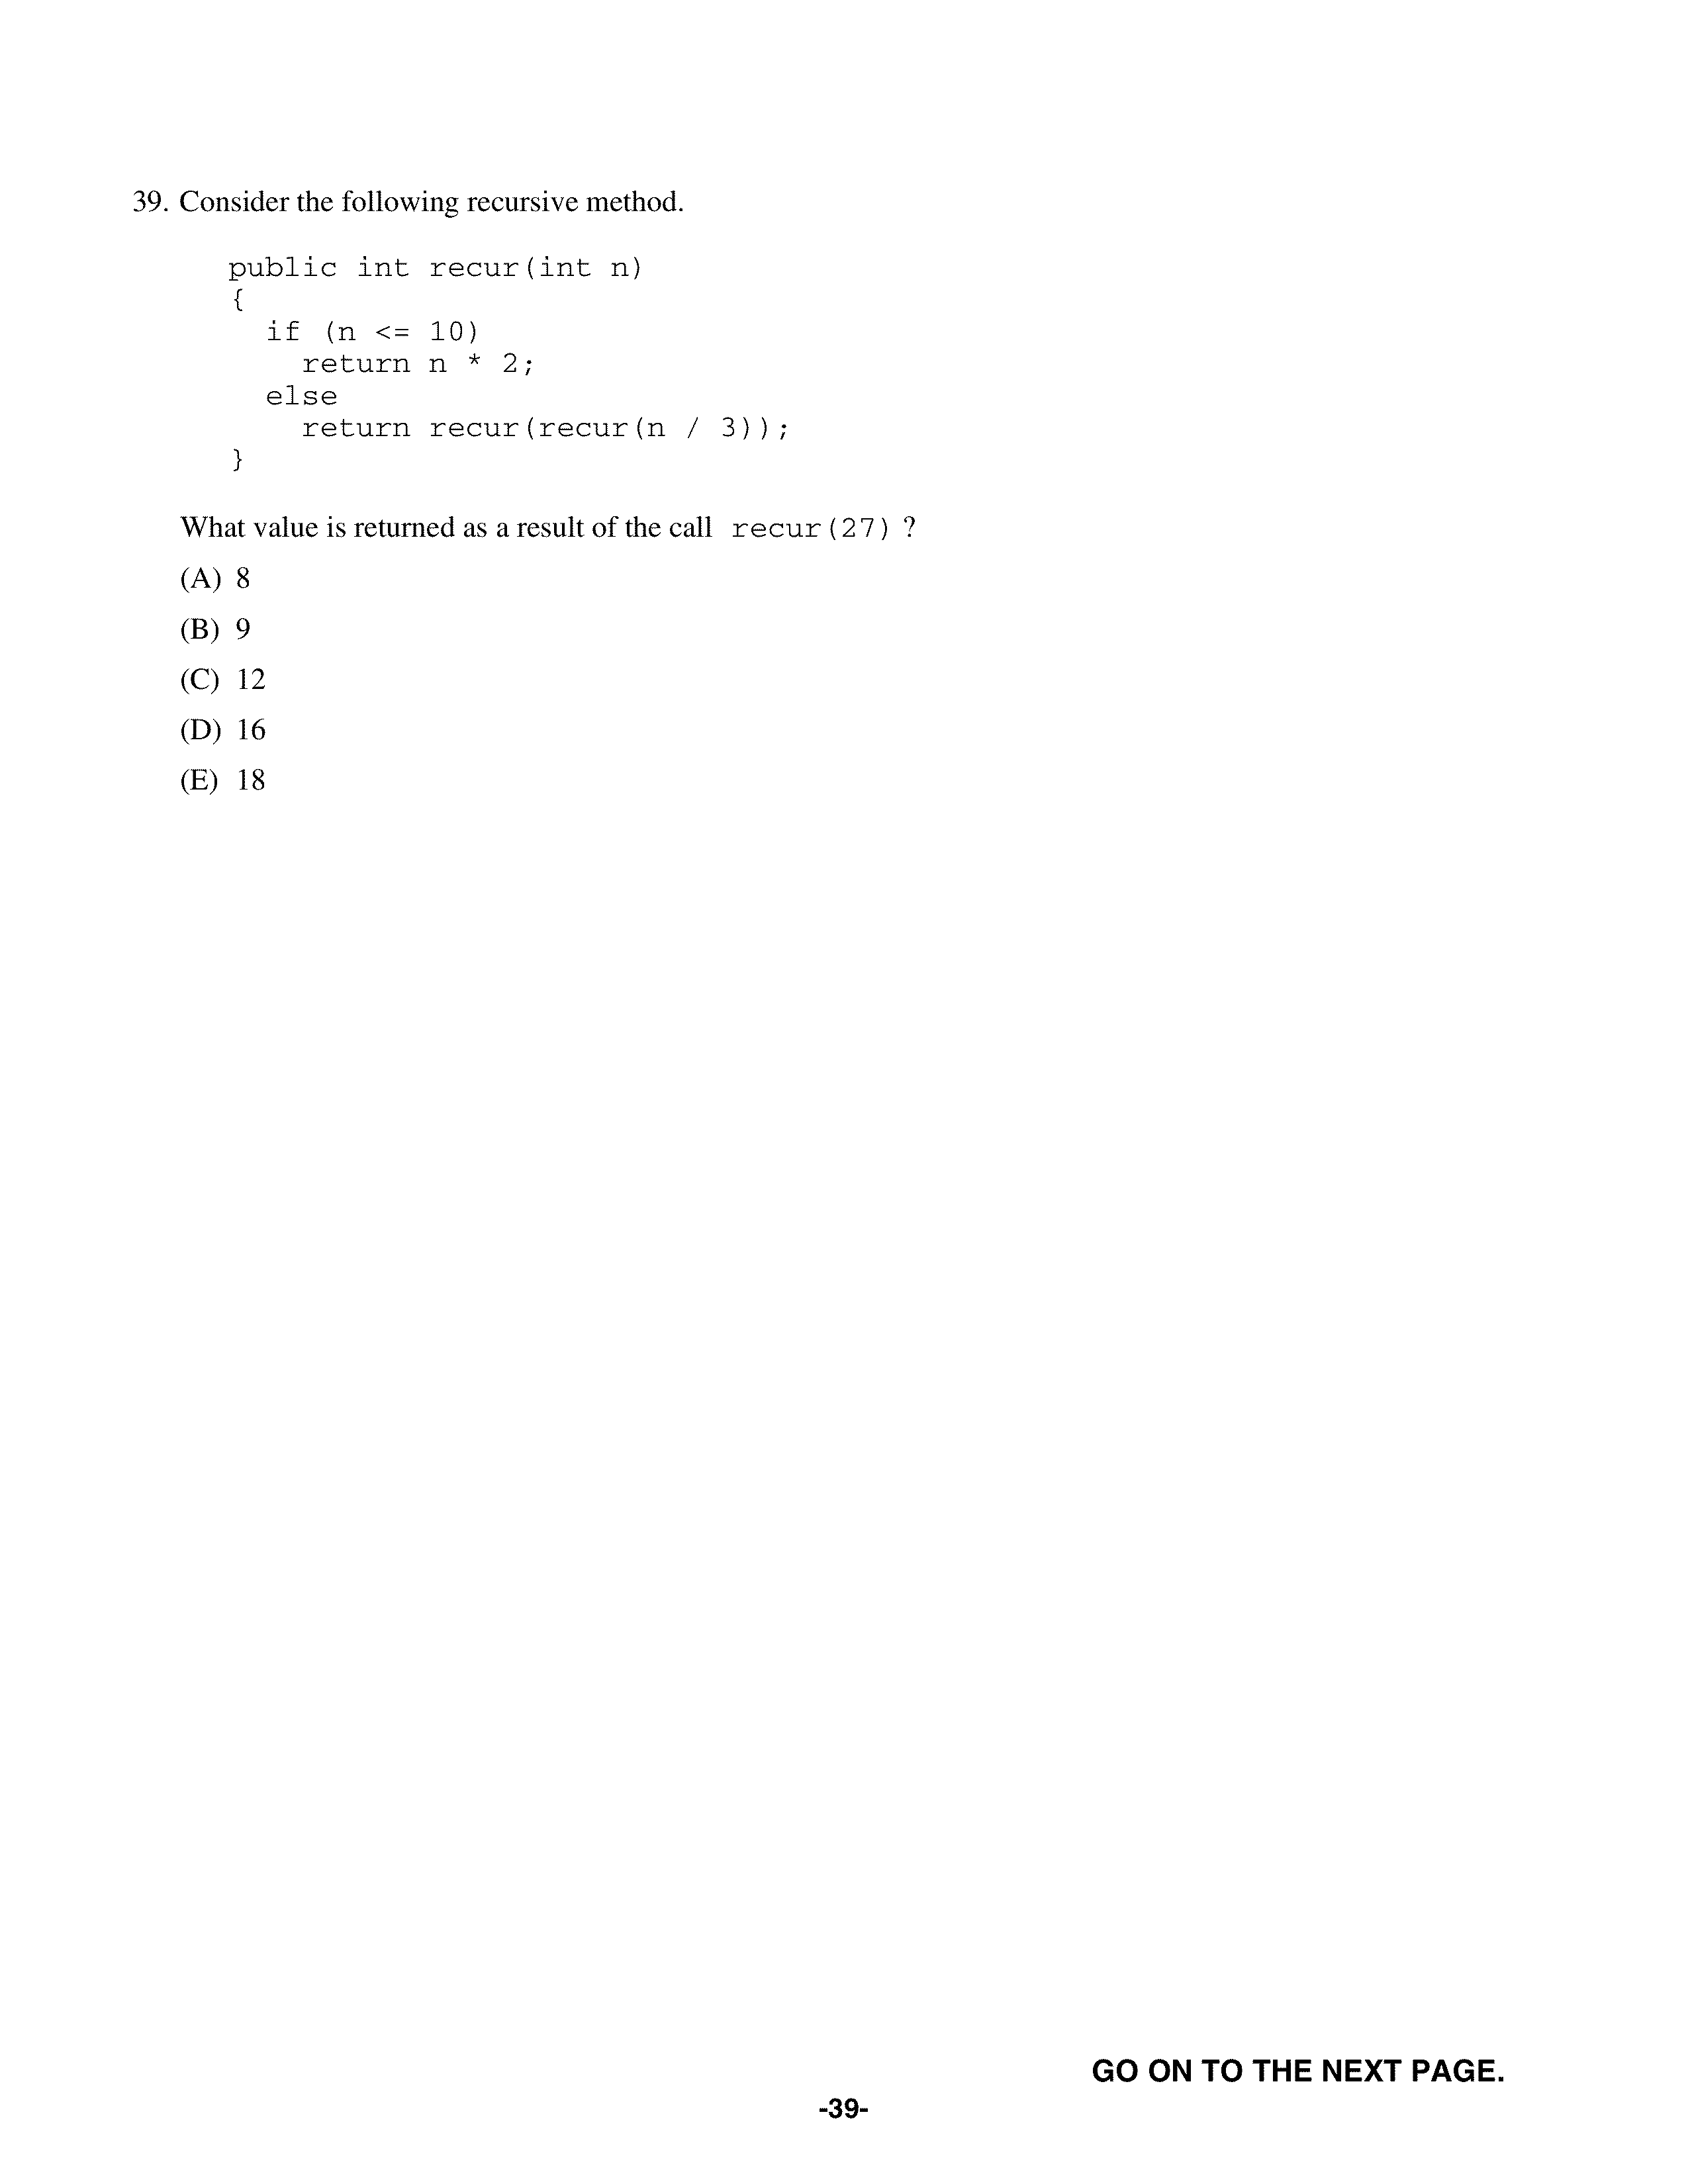 39. Consider the following recursive method.
public int recur(int n)
{
if (n <= 10)
return n * 2;
else
return recur(recur(n / 3));
}
What value is returned as a result of the call recur(27) ?
(A) 8
(B) 9
(C) 12
(D) 16
(E) 18
GO ON TO THE NEXT PAGE.
-39-